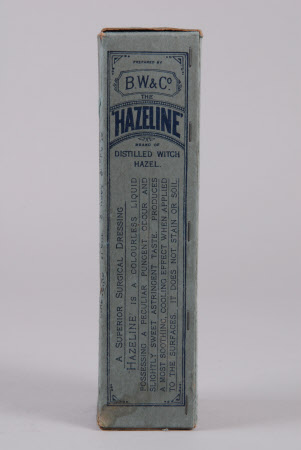 PREPARED BY
B.W.& Co.
THE
'HAZELINE'
BRAND OF
DISTILLED WITCH
HAZEL.
A SUPERIOR SURGICAL DRESSING
HAZELINE IS A COLOURLESS LIQUID
POSSESSING A PECULIAR PUNGENT ODOUR AND
SLIGHTLY SWEET ASTRINGENT TASTE. PRODUCES
A MOST SOOTHING, COOLING EFFECT WHEN APPLIED
TO THE SURFACES. IT DOES NOT STAIN OR SOIL